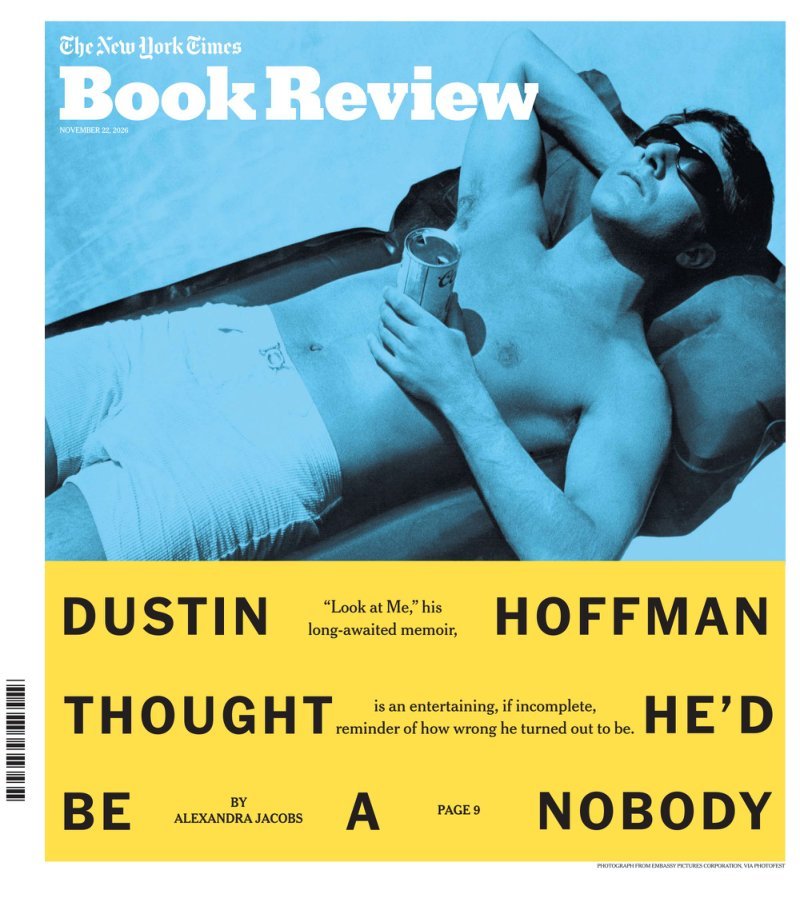 The New York Times
Book Review
NOVEMBER 22, 2026
DUSTIN “Look at Me,” his long-awaited memoir, HOFFMAN
THOUGHT is an entertaining, if incomplete, reminder of how wrong he turned out to be. HE’D
BE BY ALEXANDRA JACOBS A PAGE 9 NOBODY
PHOTOGRAPH FROM EMBASSY PICTURES CORPORATION, VIA PHOTOFEST